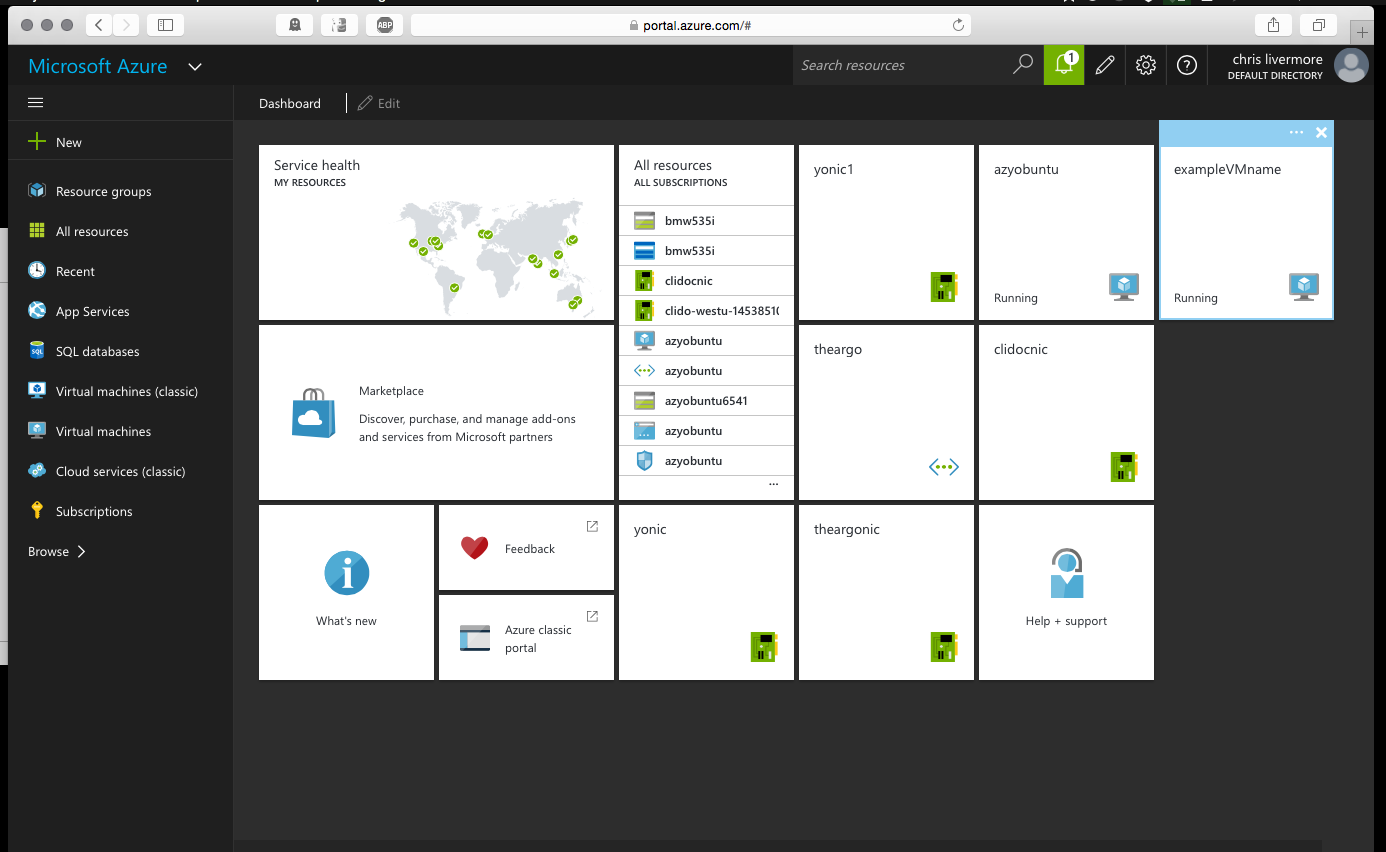 ABP
portal.azure.com/#
Microsoft Azure
Search resources
1
chris livermore
DEFAULT DIRECTORY
Dashboard
Edit
New
Resource groups
All resources
Recent
App Services
SQL
SQL databases
Virtual machines (classic)
Virtual machines
Cloud services (classic)
Subscriptions
Browse
Service health
MY RESOURCES
All resources
ALL SUBSCRIPTIONS
bmw535i
bmw535i
clidocnic
clido-westu-1453851
azyobuntu
azyobuntu
azyobuntu6541
azyobuntu
azyobuntu
...
yonic1
azyobuntu
Running
exampleVMname
Running
Marketplace
Discover, purchase, and manage add-ons
and services from Microsoft partners
theargo
clidocnic
What's new
Feedback
Azure classic
portal
yonic
theargonic
Help + support